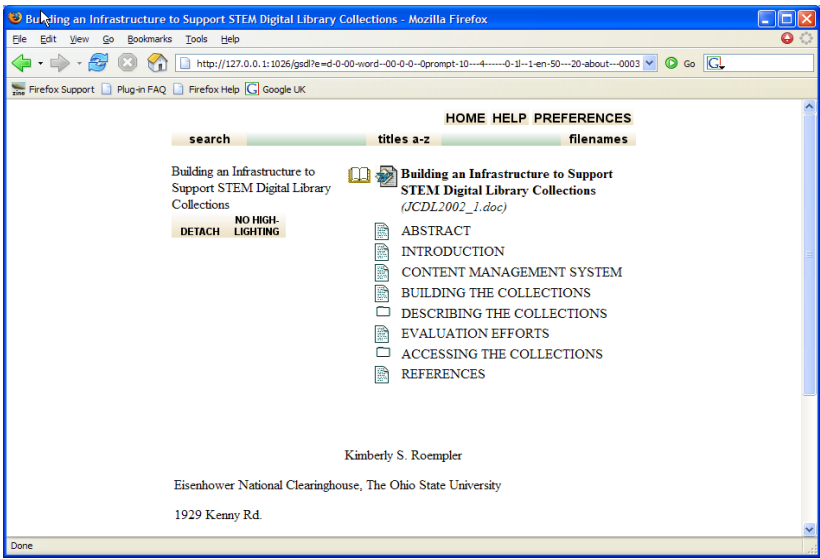 Building an Infrastructure to Support STEM Digital Library Collections - Mozilla Firefox
File Edit View Go Bookmarks Tools Help
http://127.0.0.1:1026/gsdl?e=d-0-00-word--00-0-0--0prompt-10---4------0-1l--1-en-50---20-about---0003 Go G
Firefox Support Plug-in FAQ Firefox Help G Google UK
HOME HELP PREFERENCES
search titles a-z filenames
Building an Infrastructure to
Support STEM Digital Library
Collections
NO HIGH-
DETACH LIGHTING
Building an Infrastructure to Support
STEM Digital Library Collections
(JCDL2002_1.doc)
ABSTRACT
INTRODUCTION
CONTENT MANAGEMENT SYSTEM
BUILDING THE COLLECTIONS
DESCRIBING THE COLLECTIONS
EVALUATION EFFORTS
ACCESSING THE COLLECTIONS
REFERENCES
Kimberly S. Roempler
Eisenhower National Clearinghouse, The Ohio State University
1929 Kenny Rd.
Done